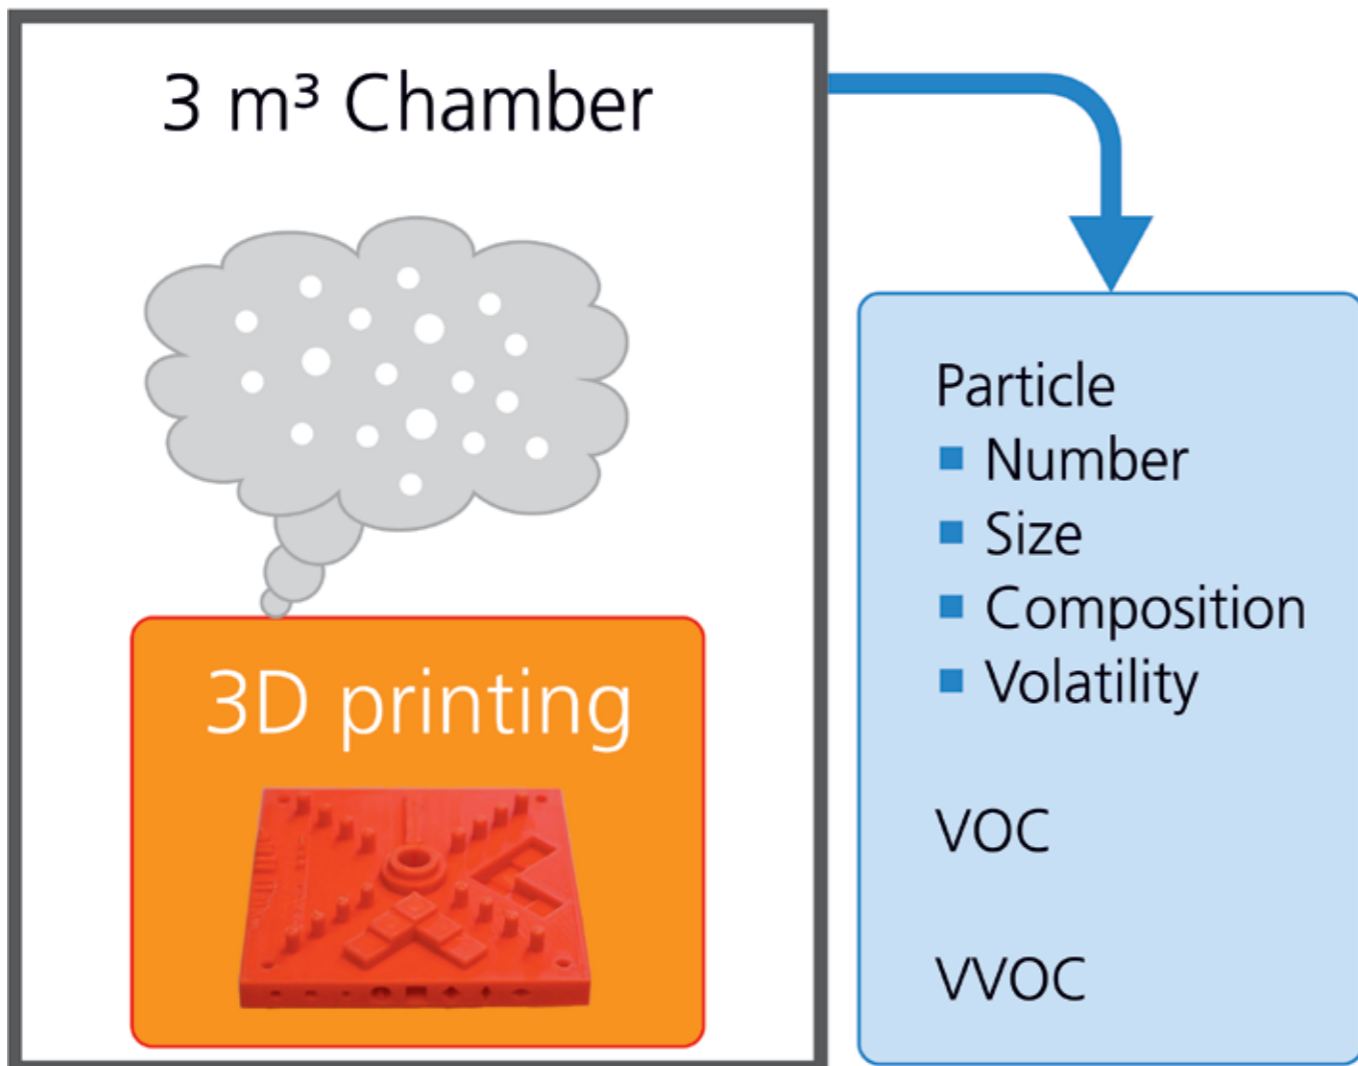 3 m³ Chamber
3D printing
Particle
Number
Size
Composition
Volatility
VOC
VVOC